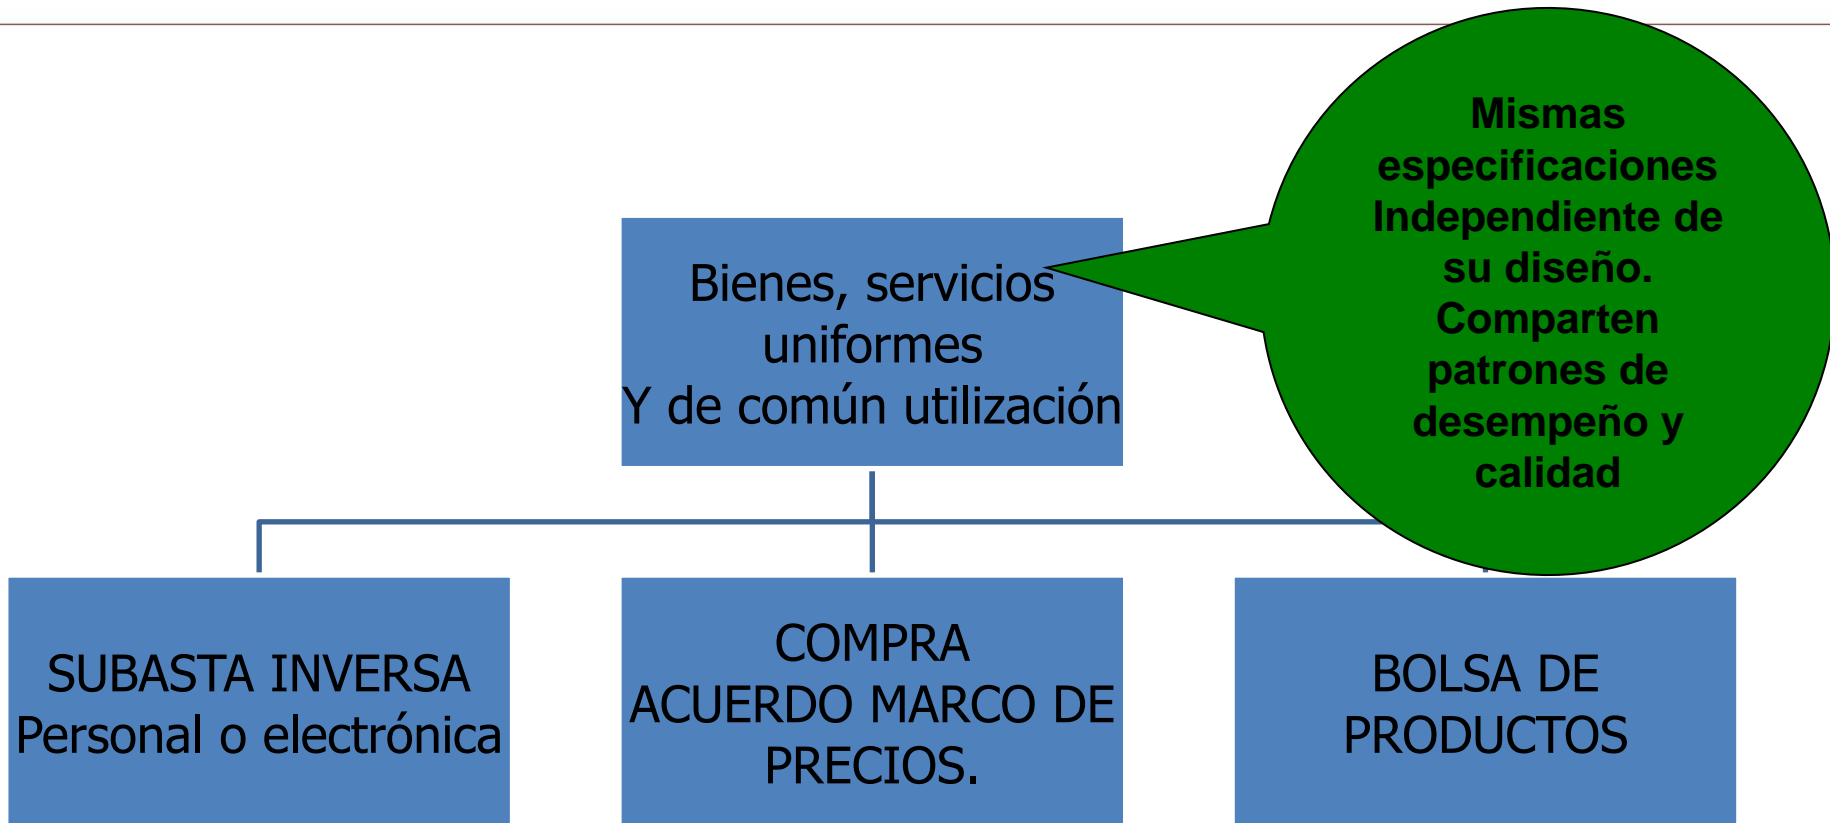 Mismas
especificaciones
Independiente de
su diseño.
Comparten
patrones de
desempeño y
calidad
Bienes, servicios
uniformes
Y de común utilización
SUBASTA INVERSA
Personal o electrónica
COMPRA
ACUERDO MARCO DE
PRECIOS.
BOLSA DE
PRODUCTOS